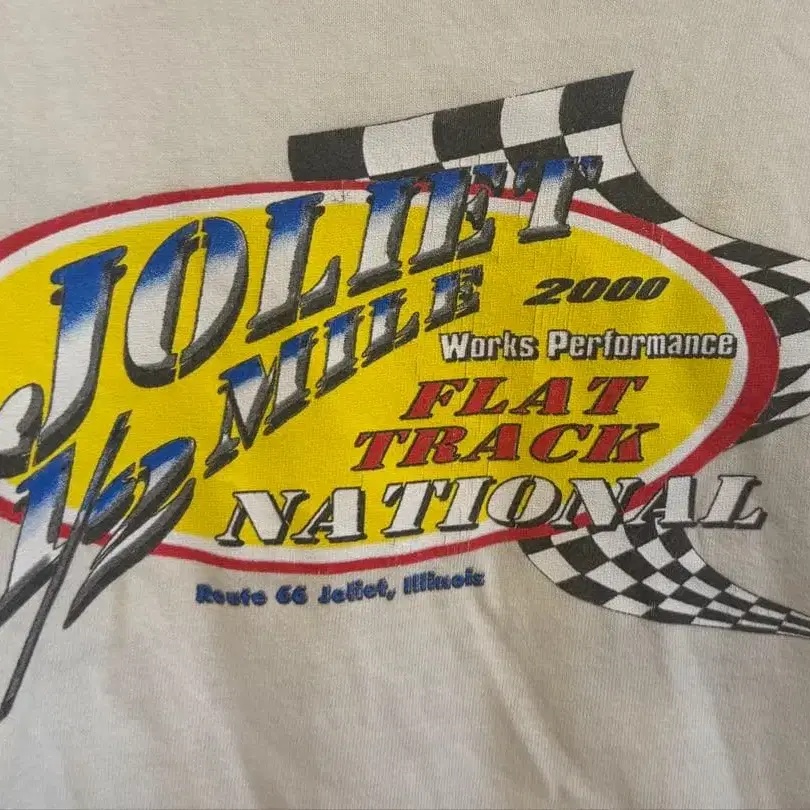 JOLIET
1/2 MILE
2000
Works Performance
FLAT
TRACK
NATIONAL
Route 66 Joliet, Illinois